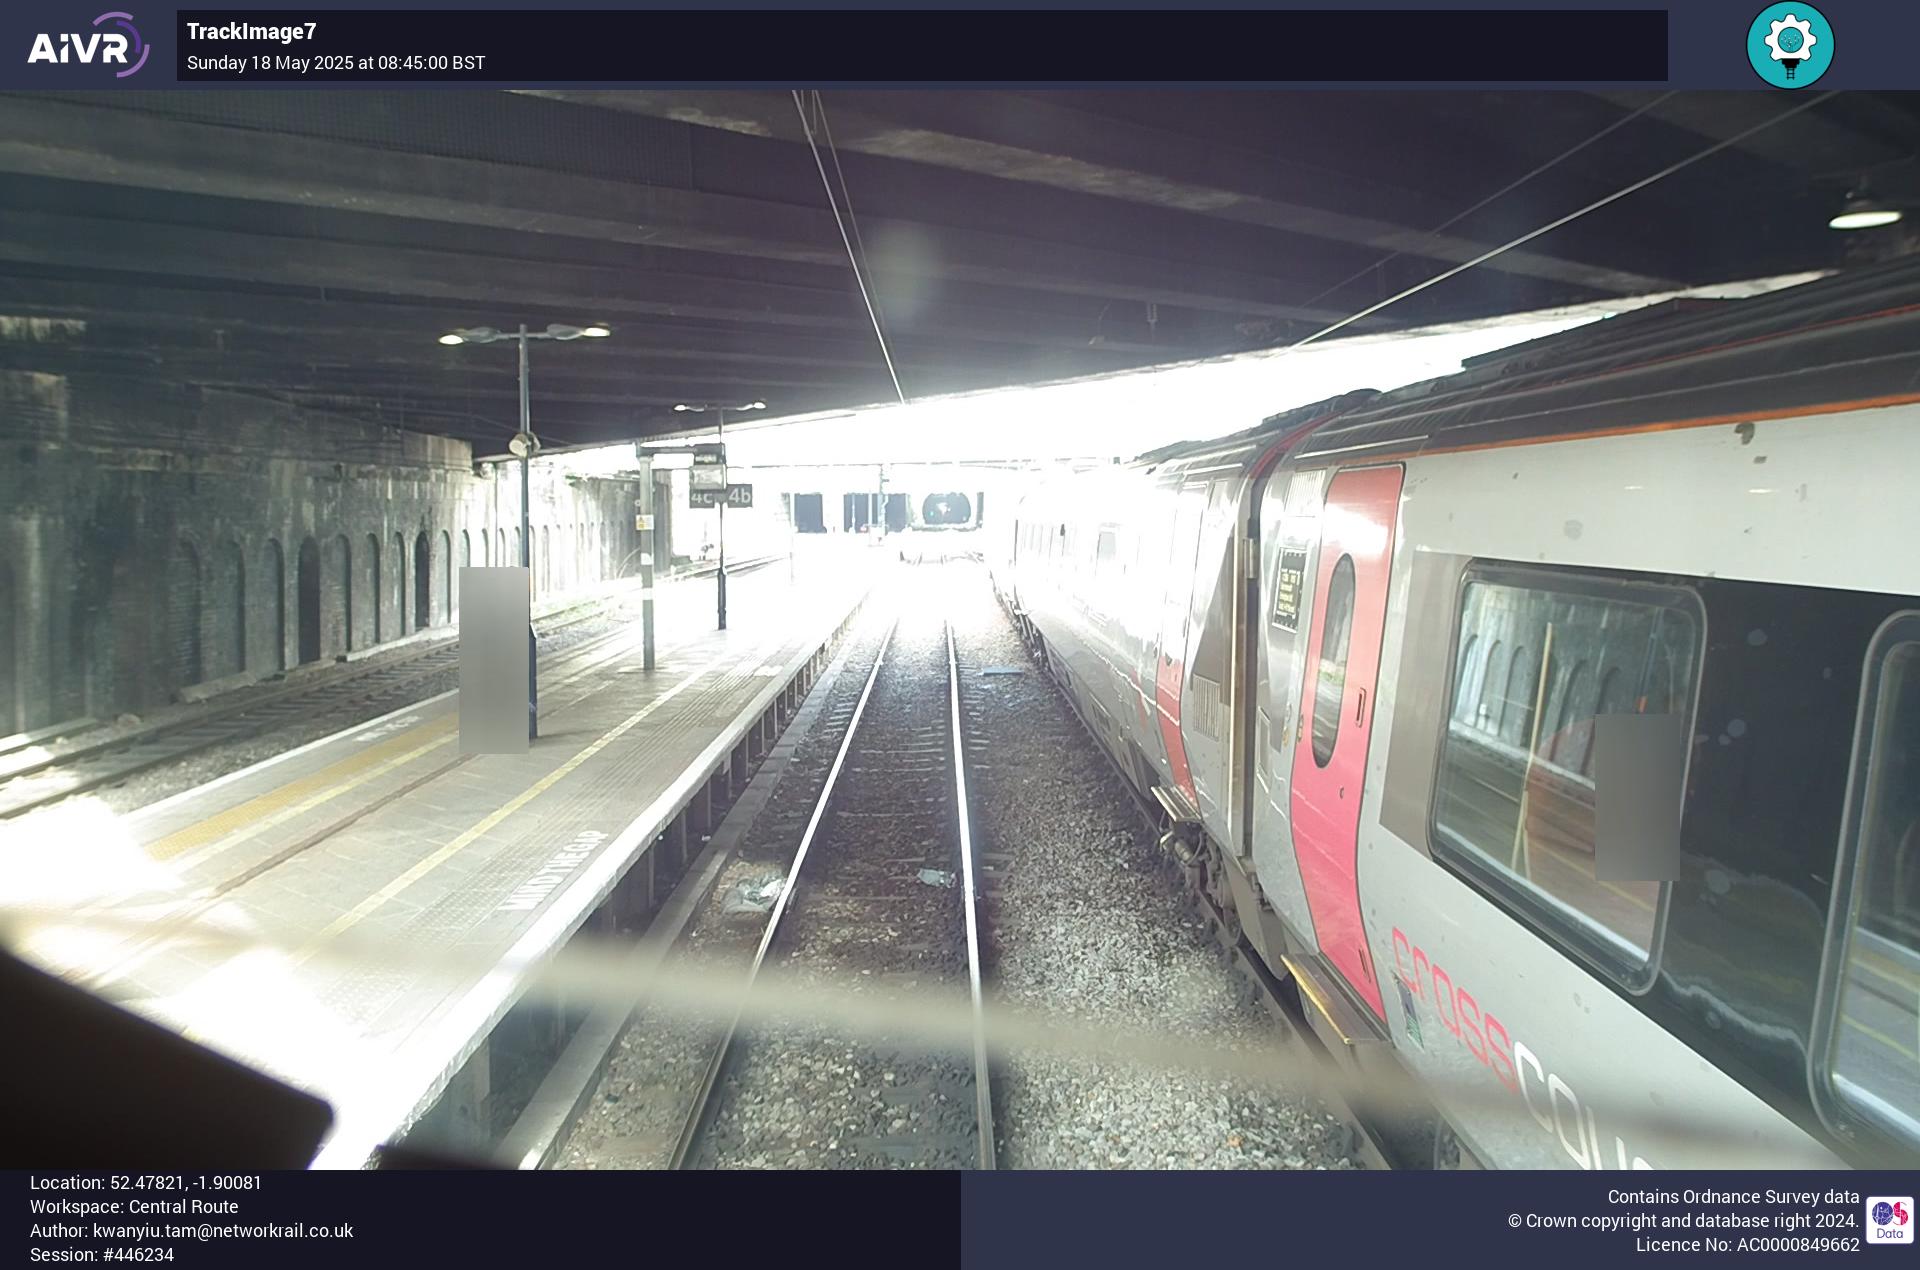 AiVR
TrackImage7
Sunday 18 May 2025 at 08:45:00 BST
4c
4b
MIND THE GAP
crosscou
Location: 52.47821, -1.90081
Workspace: Central Route
Author: kwanyiu.tam@networkrail.co.uk
Session: #446234
Contains Ordnance Survey data
© Crown copyright and database right 2024.
Licence No: AC0000849662
OS
Data